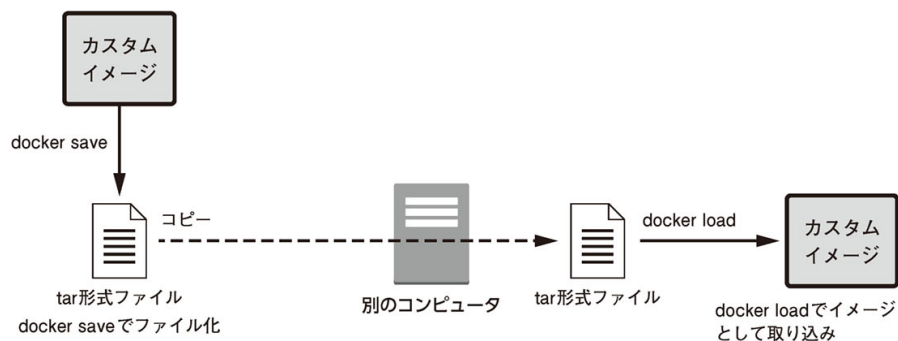 カスタム
イメージ
docker save
コピー
tar形式ファイル
docker saveでファイル化
別のコンピュータ
tar形式ファイル
docker load
カスタム
イメージ
docker loadでイメージ
として取り込み